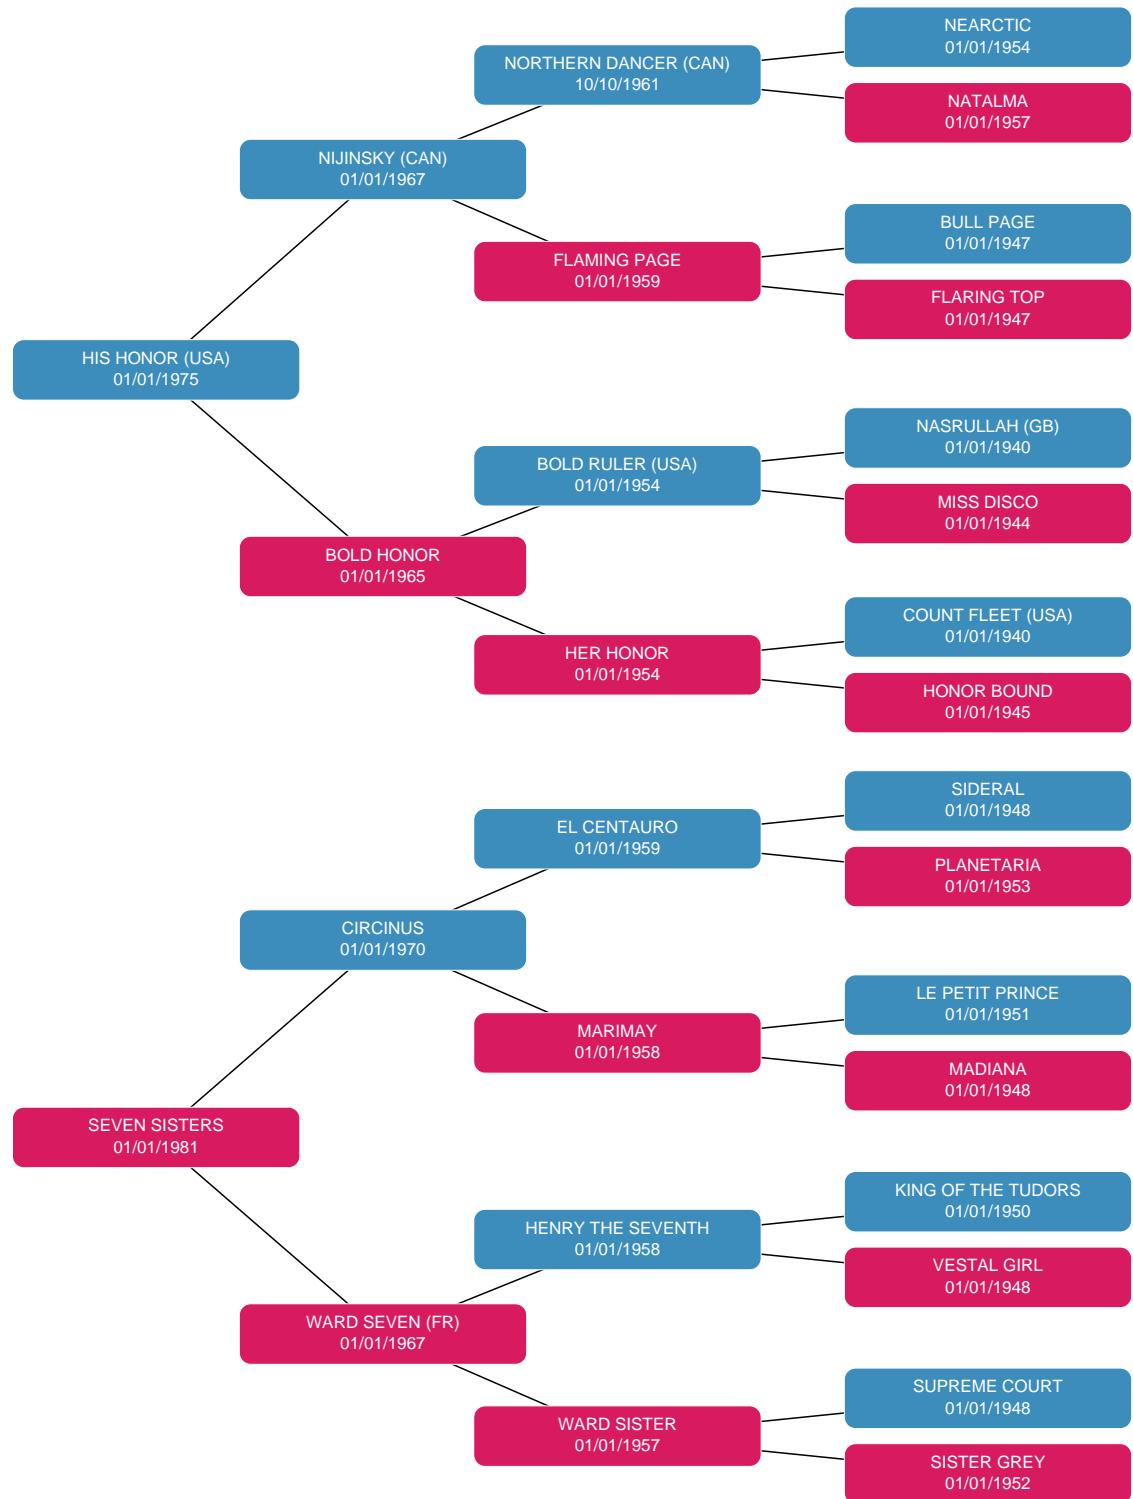 NEARCTIC
01/01/1954
NORTHERN DANCER (CAN)
10/10/1961
NATALMA
01/01/1957
NIJINSKY (CAN)
01/01/1967
BULL PAGE
01/01/1947
FLAMING PAGE
01/01/1959
FLARING TOP
01/01/1947
HIS HONOR (USA)
01/01/1975
NASRULLAH (GB)
01/01/1940
BOLD RULER (USA)
01/01/1954
MISS DISCO
01/01/1944
BOLD HONOR
01/01/1965
COUNT FLEET (USA)
01/01/1940
HER HONOR
01/01/1954
HONOR BOUND
01/01/1945
SIDERAL
01/01/1948
EL CENTAURO
01/01/1959
PLANETARIA
01/01/1953
CIRCINUS
01/01/1970
LE PETIT PRINCE
01/01/1951
MARIMAY
01/01/1958
MADIANA
01/01/1948
SEVEN SISTERS
01/01/1981
KING OF THE TUDORS
01/01/1950
HENRY THE SEVENTH
01/01/1958
VESTAL GIRL
01/01/1948
WARD SEVEN (FR)
01/01/1967
SUPREME COURT
01/01/1948
WARD SISTER
01/01/1957
SISTER GREY
01/01/1952